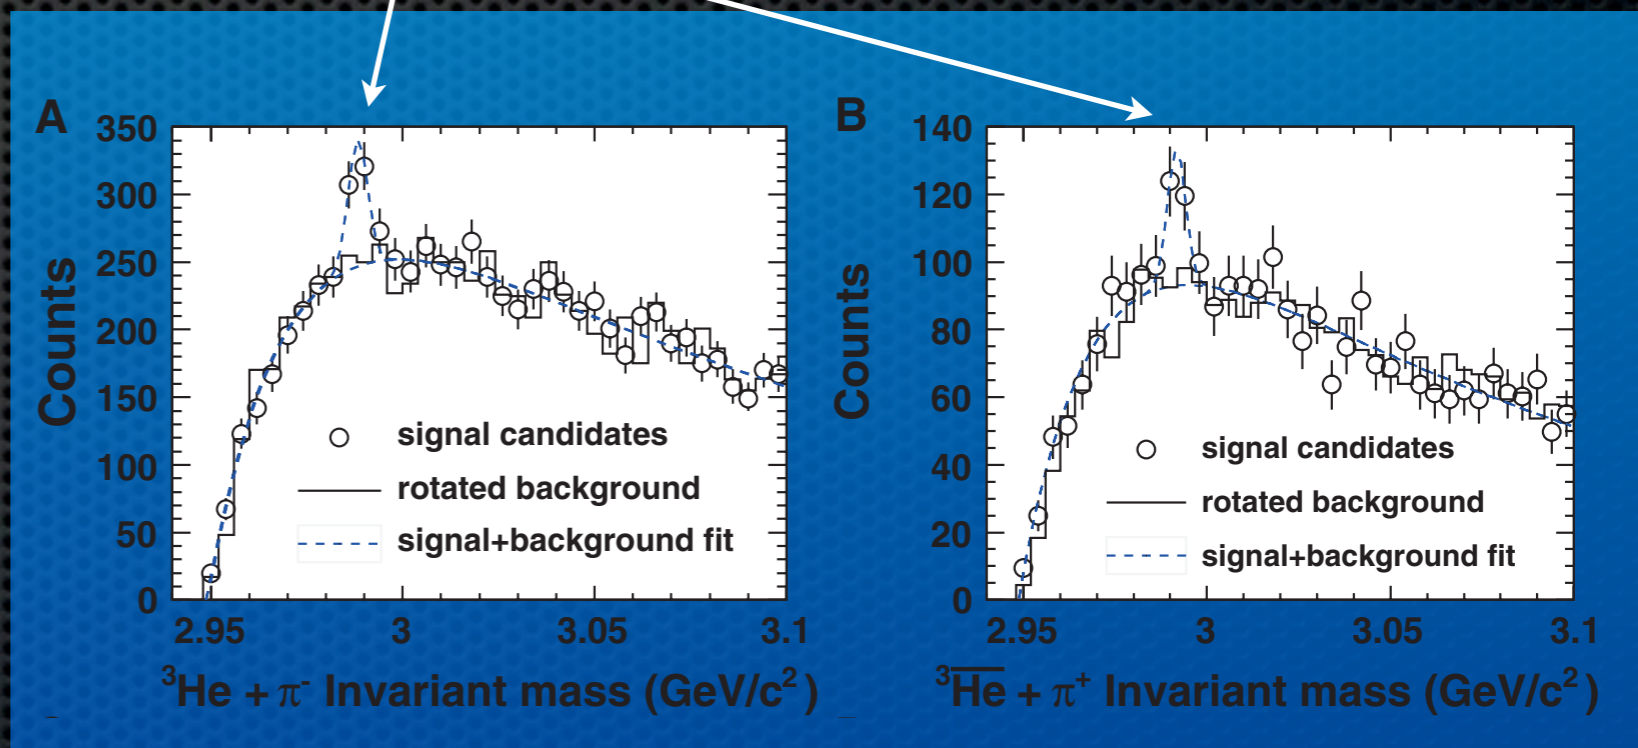 A
350
300
250
200
150
100
50
0
Counts
signal candidates
rotated background
signal+background fit
2.95 3 3.05 3.1
³He + π⁻ Invariant mass (GeV/c²)
B
140
120
100
80
60
40
20
0
Counts
signal candidates
rotated background
signal+background fit
2.95 3 3.05 3.1
³H̅e̅ + π⁺ Invariant mass (GeV/c²)